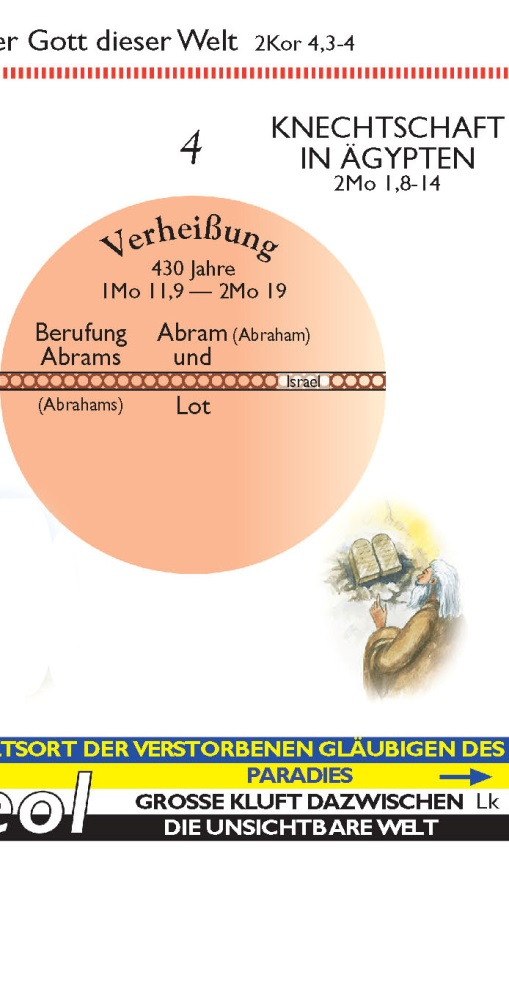 er Gott dieser Welt 2Kor 4,3-4
4
KNECHTSCHAFT
IN ÄGYPTEN
2Mo 1,8-14
Verheißung
430 Jahre
1Mo 11,9 — 2Mo 19
Berufung
Abrams
Abram (Abraham)
und
Israel
(Abrahams)
Lot
LTSORT DER VERSTORBENEN GLÄUBIGEN DES
PARADIES
eol
GROSSE KLUFT DAZWISCHEN Lk
DIE UNSICHTBARE WELT